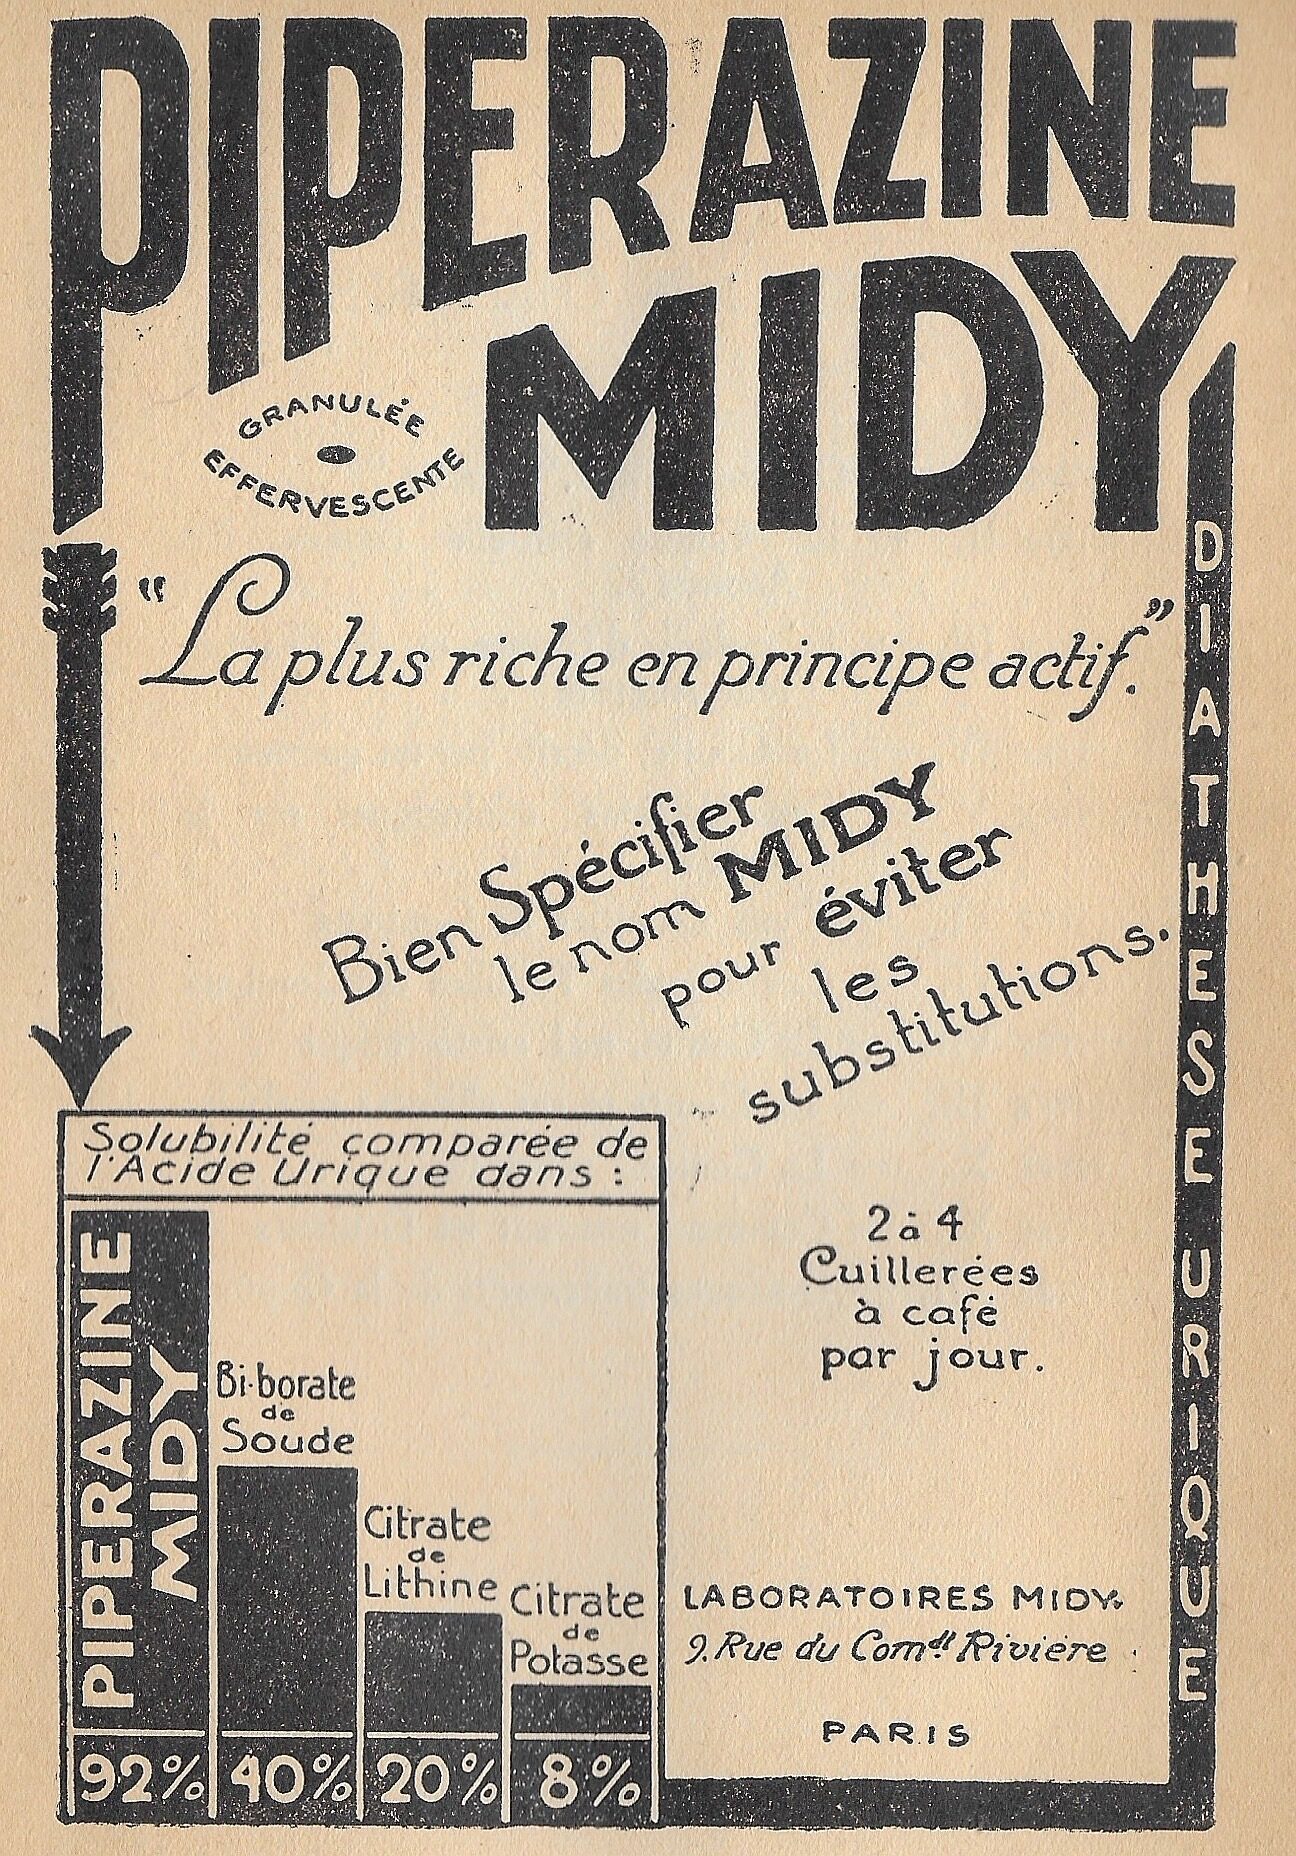 PIPERAZINE
MIDY
GRANULÉE
EFFERVESCENTE
"La plus riche en principe actif."
Bien Spécifier
le nom MIDY
pour éviter
les
substitutions.
DIATHESE URIQUE
Solubilité comparée de
l'Acide Urique dans :
PIPERAZINE
MIDY
Bi-borate
de
Soude
Citrate
de
Lithine
Citrate
de
Potasse
92% 40% 20% 8%
2 à 4
Cuillerées
à café
par jour.
LABORATOIRES MIDY.
9. Rue du Comdt Rivière
PARIS